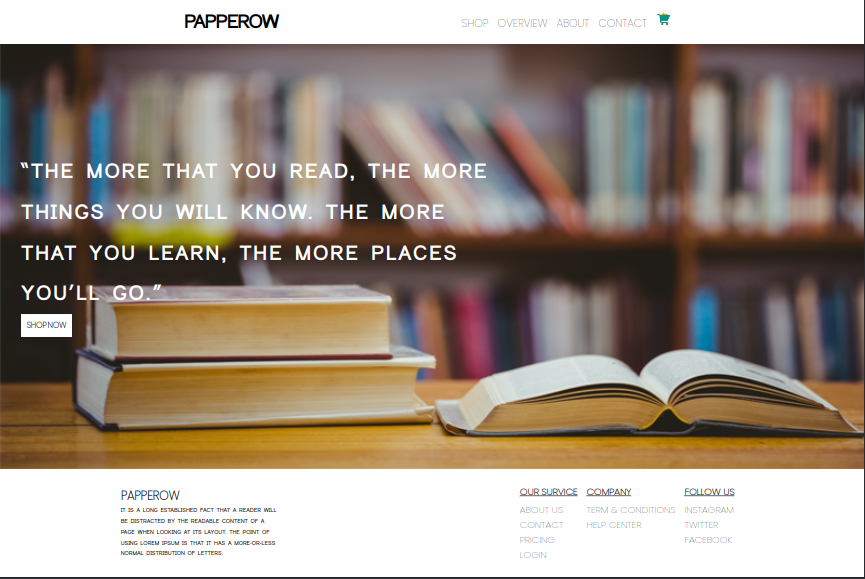 PAPPEROW
SHOP OVERVIEW ABOUT CONTACT
“THE MORE THAT YOU READ, THE MORE
THINGS YOU WILL KNOW. THE MORE
THAT YOU LEARN, THE MORE PLACES
YOU’LL GO.”
SHOP NOW
PAPPEROW
IT IS A LONG ESTABLISHED FACT THAT A READER WILL
BE DISTRACTED BY THE READABLE CONTENT OF A
PAGE WHEN LOOKING AT ITS LAYOUT. THE POINT OF
USING LOREM IPSUM IS THAT IT HAS A MORE-OR-LESS
NORMAL DISTRIBUTION OF LETTERS.
OUR SURVICE
ABOUT US
CONTACT
PRICING
LOGIN
COMPANY
TERM & CONDITIONS
HELP CENTER
FOLLOW US
INSTAGRAM
TWITTER
FACEBOOK